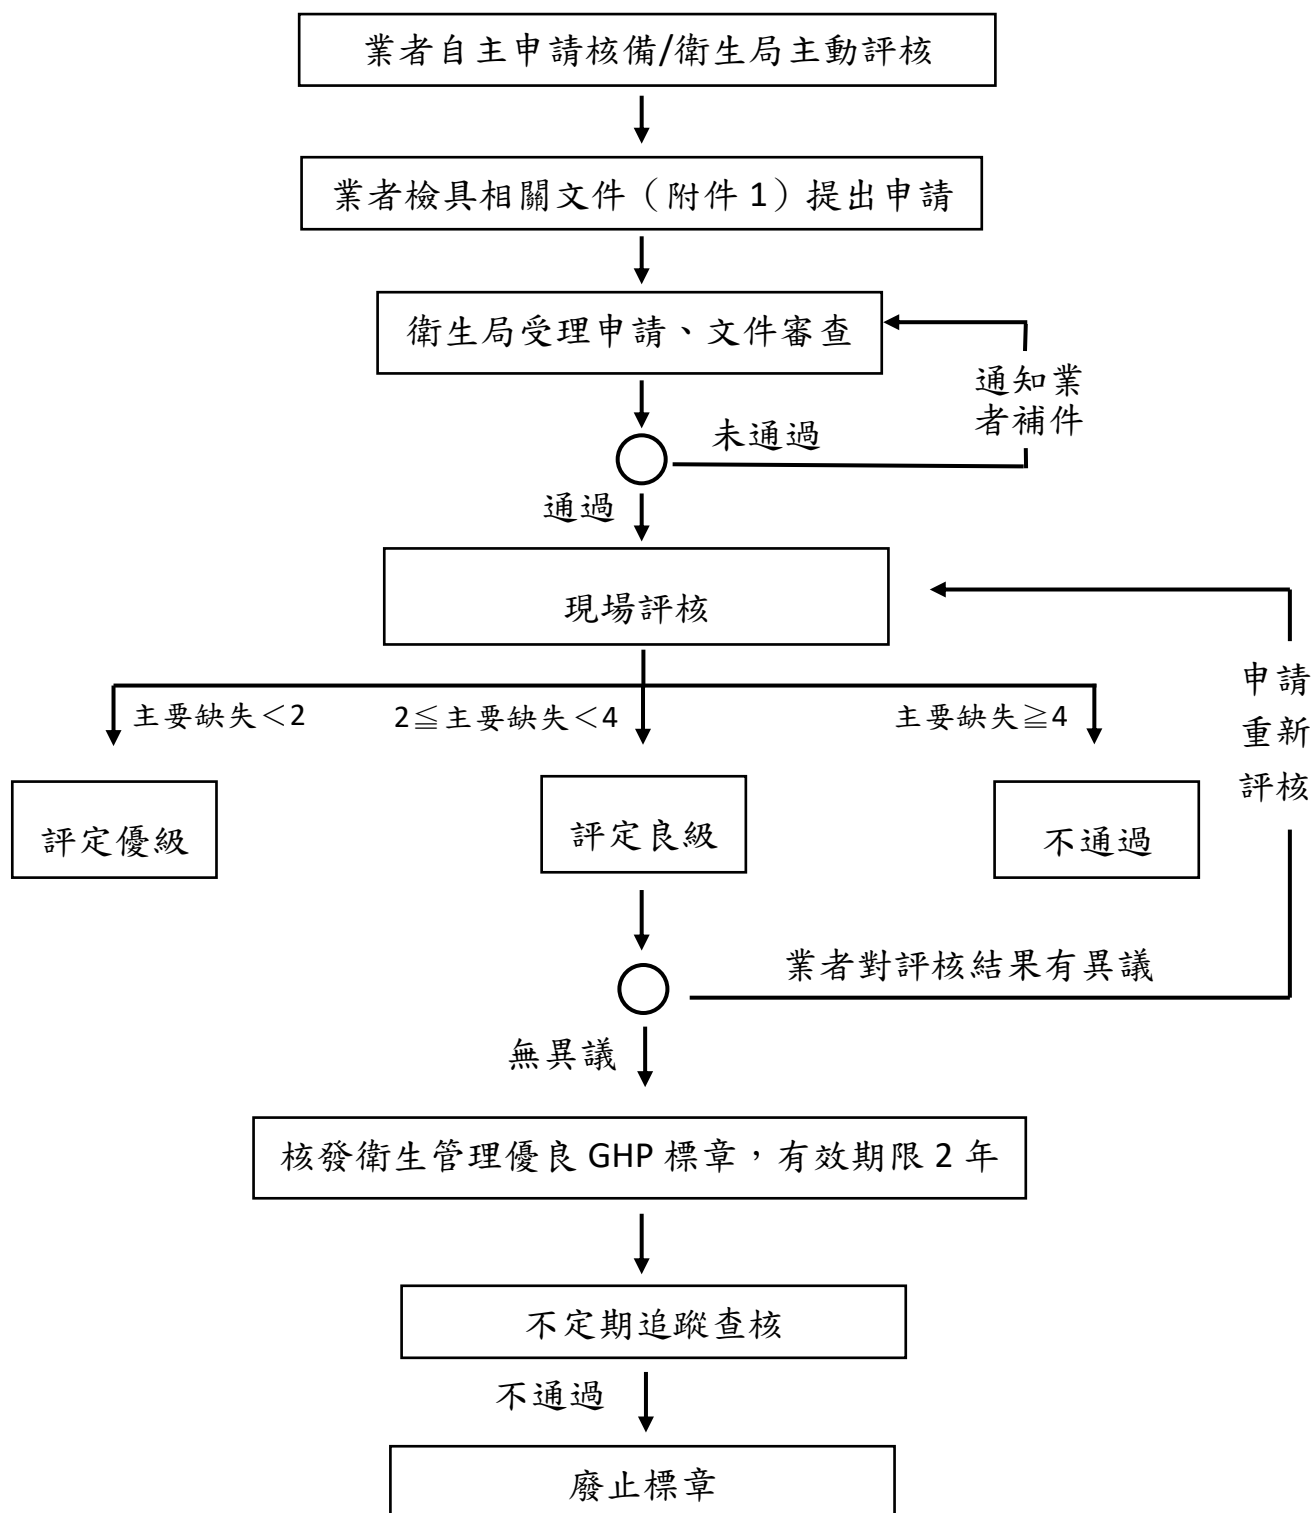 業者自主申請核備/衛生局主動評核
業者檢具相關文件（附件 1）提出申請
衛生局受理申請、文件審查
通知業
者補件
未通過
通過
現場評核
主要缺失＜2
2≦主要缺失＜4
主要缺失≧4
申請
重新
評核
評定優級
評定良級
不通過
業者對評核結果有異議
無異議
核發衛生管理優良 GHP 標章，有效期限 2 年
不定期追蹤查核
不通過
廢止標章